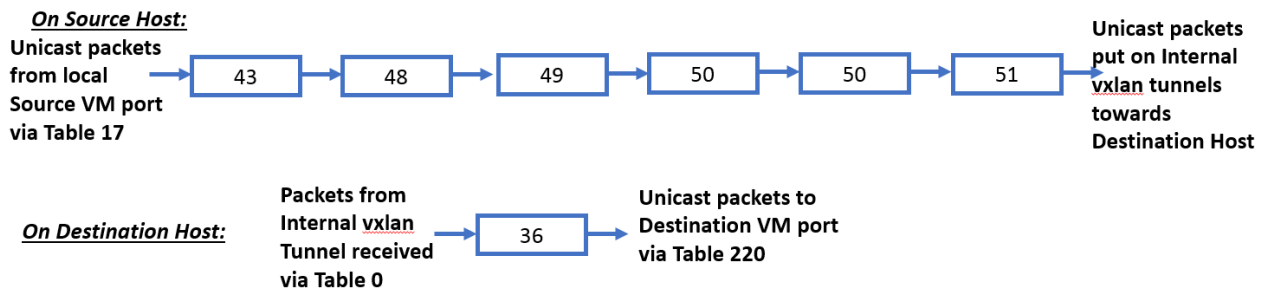 On Source Host:
Unicast packets
from local
Source VM port
via Table 17
43
48
49
50
50
51
Unicast packets
put on Internal
vxlan tunnels
towards
Destination Host
On Destination Host:
Packets from
Internal vxlan
Tunnel received
via Table 0
36
Unicast packets to
Destination VM port
via Table 220